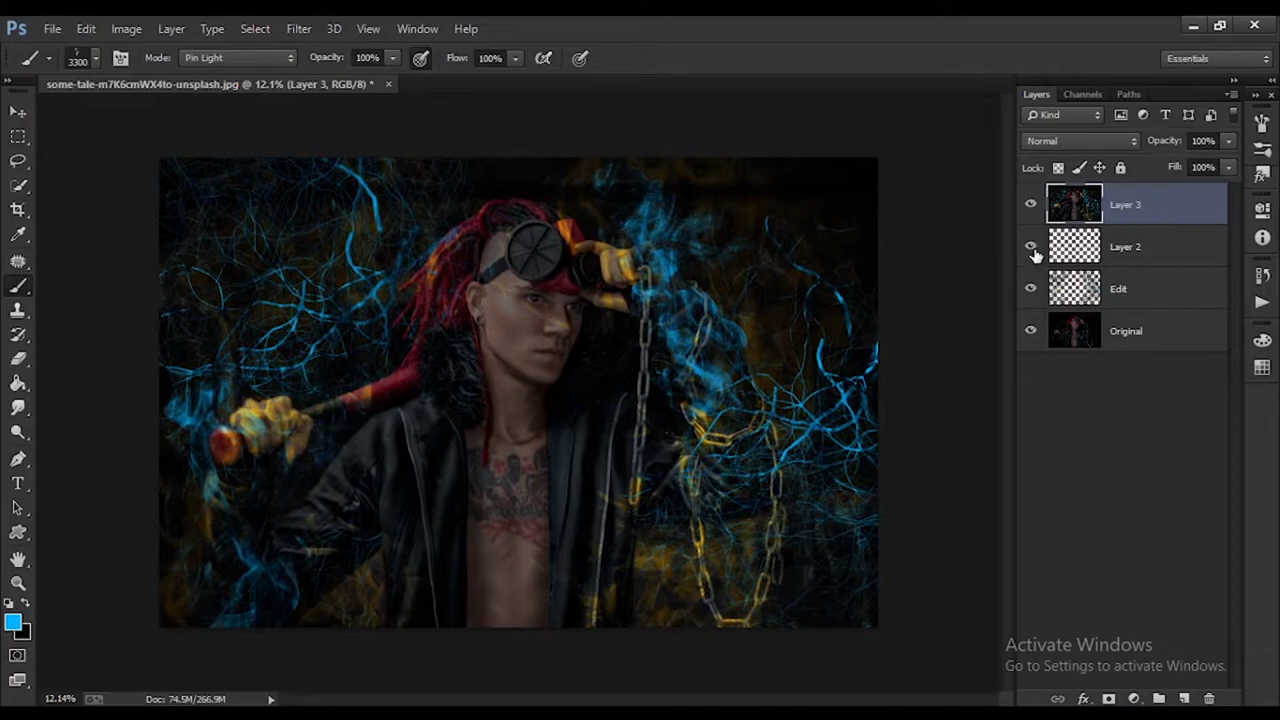 Ps File Edit Image Layer Type Select Filter 3D View Window Help
3300 Mode: Pin Light Opacity: 100% Flow: 100% Essentials
some-tale-m7K6cmWX4to-unsplash.jpg @ 12.1% (Layer 3, RGB/8) *
Layers Channels Paths
Kind
Normal Opacity: 100%
Lock: Fill: 100%
Layer 3
Layer 2
Edit
Original
Activate Windows
Go to Settings to activate Windows.
12.14% Doc: 74.5M/266.9M